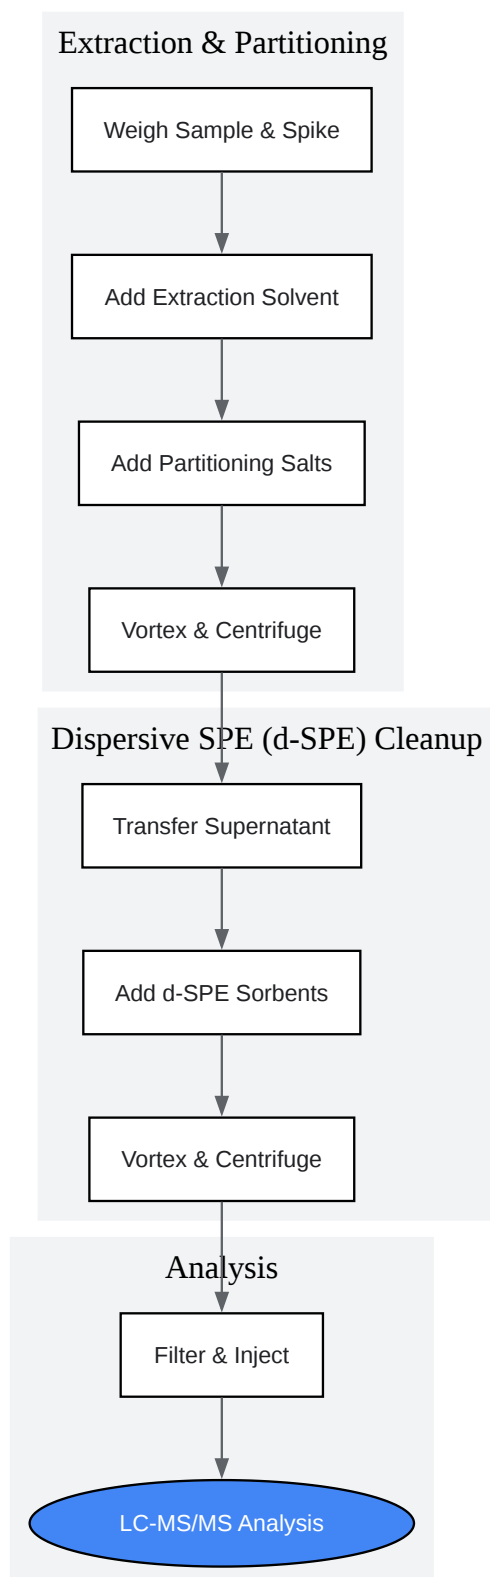 Extraction & Partitioning
Weigh Sample & Spike
Add Extraction Solvent
Add Partitioning Salts
Vortex & Centrifuge
Dispersive SPE (d-SPE) Cleanup
Transfer Supernatant
Add d-SPE Sorbents
Vortex & Centrifuge
Analysis
Filter & Inject
LC-MS/MS Analysis